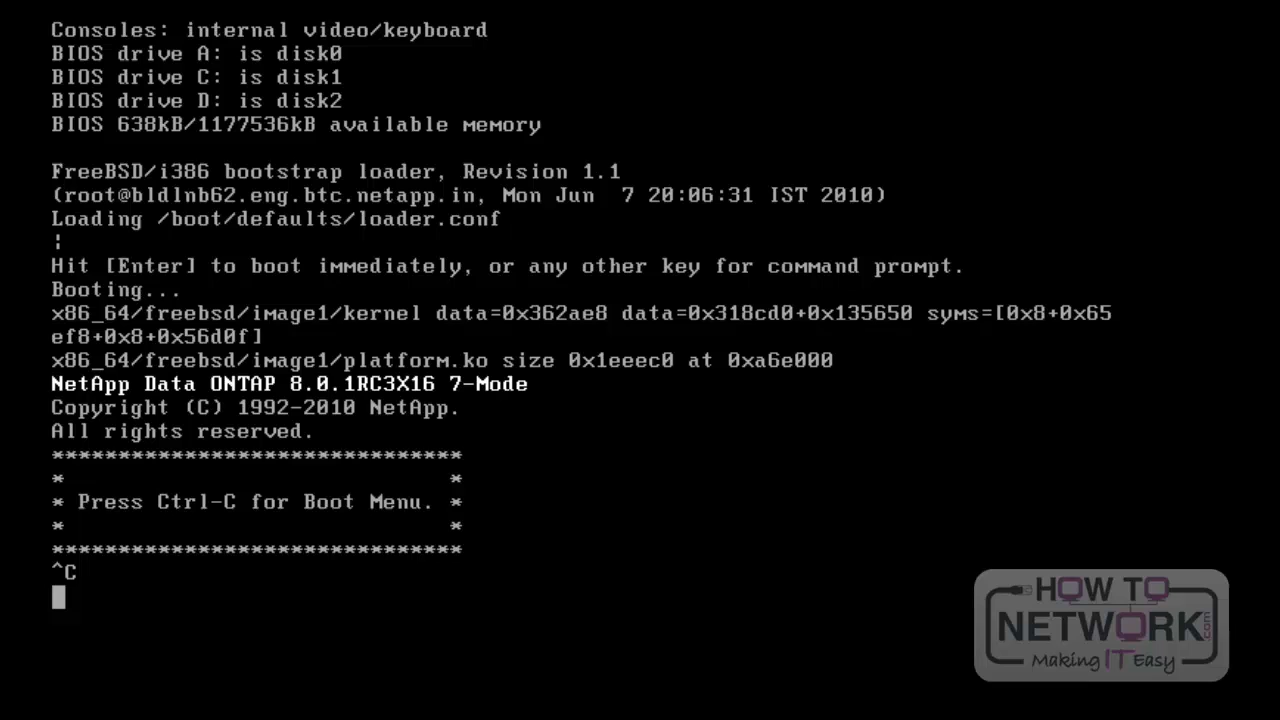 Consoles: internal video/keyboard
BIOS drive A: is disk0
BIOS drive C: is disk1
BIOS drive D: is disk2
BIOS 638kB/1177536kB available memory
FreeBSD/i386 bootstrap loader, Revision 1.1
(root@bldlnb62.eng.btc.netapp.in, Mon Jun  7 20:06:31 IST 2010)
Loading /boot/defaults/loader.conf
¦
Hit [Enter] to boot immediately, or any other key for command prompt.
Booting...
x86_64/freebsd/image1/kernel data=0x362ae8 data=0x318cd0+0x135650 syms=[0x8+0x65
ef8+0x8+0x56d0f]
x86_64/freebsd/image1/platform.ko size 0x1eeec0 at 0xa6e000
NetApp Data ONTAP 8.0.1RC3X16 7-Mode
Copyright (C) 1992-2010 NetApp.
All rights reserved.
*******************************
*                             *
* Press Ctrl-C for Boot Menu. *
*                             *
*******************************
^C
HOW TO
NETWORK.com
Making IT Easy